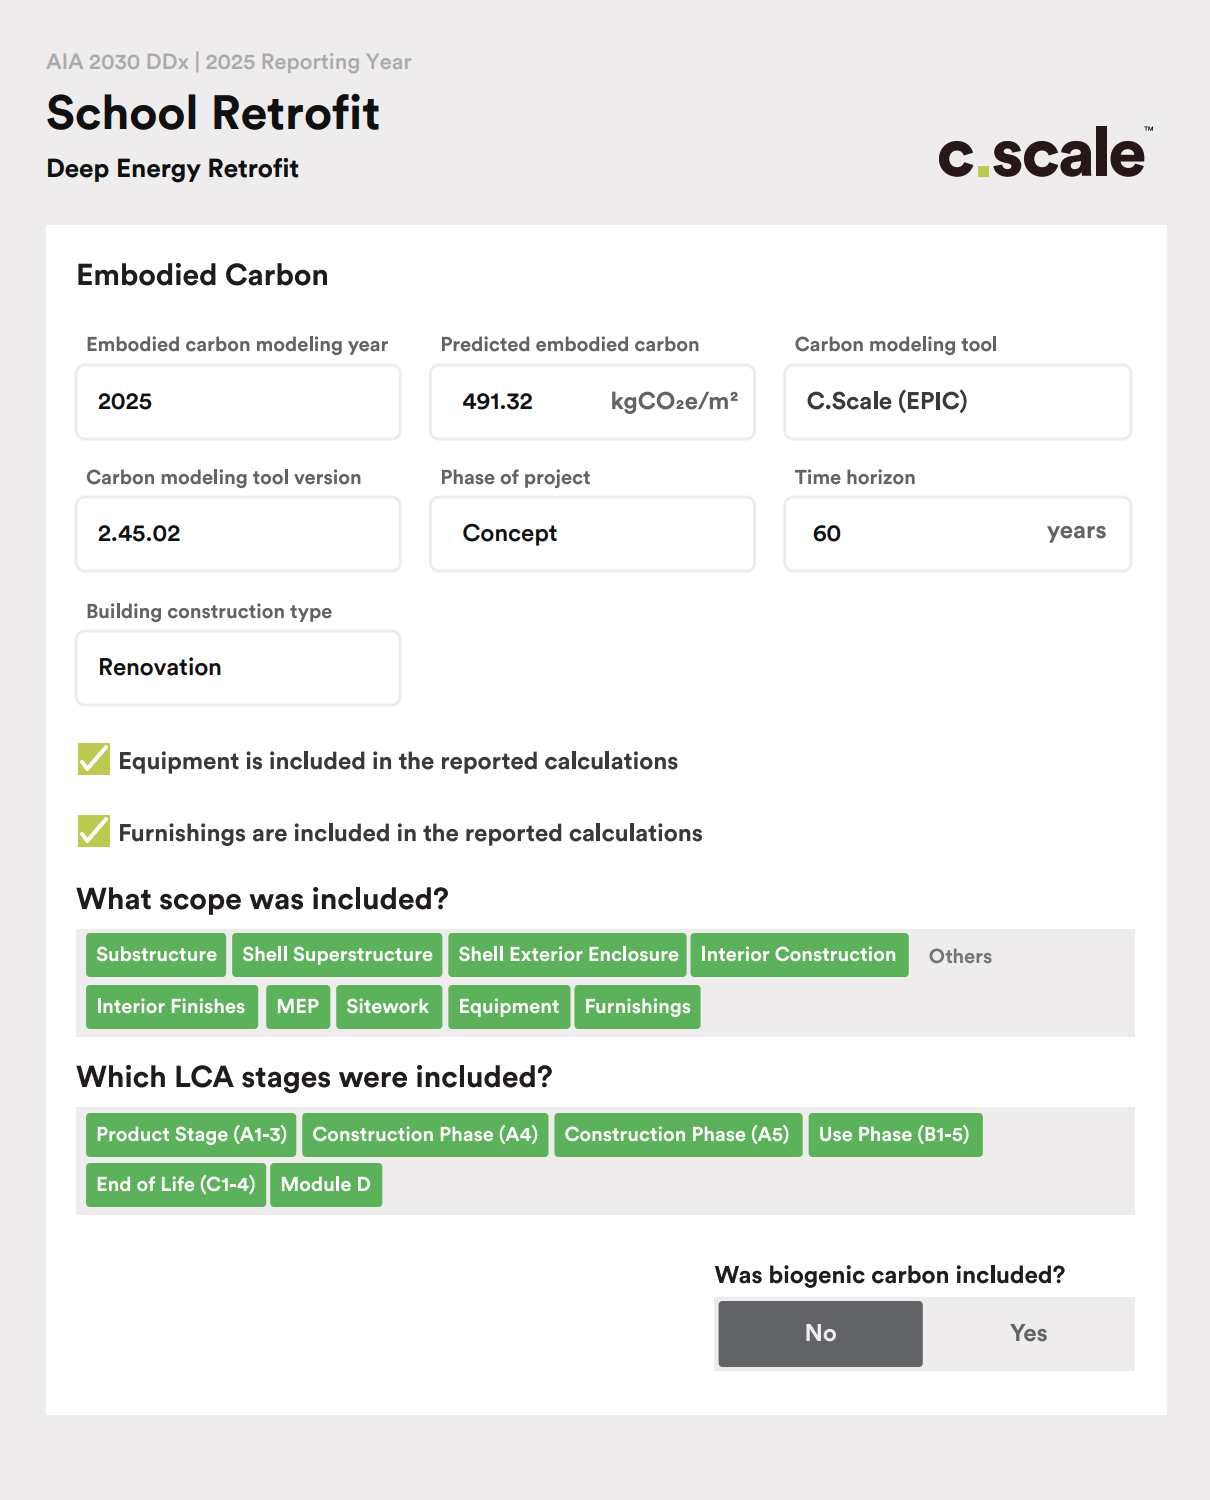 AIA 2030 DDx | 2025 Reporting Year
School Retrofit
Deep Energy Retrofit
c.scale™
Embodied Carbon
Embodied carbon modeling year
2025
Predicted embodied carbon
491.32 kgCO₂e/m²
Carbon modeling tool
C.Scale (EPIC)
Carbon modeling tool version
2.45.02
Phase of project
Concept
Time horizon
60 years
Building construction type
Renovation
Equipment is included in the reported calculations
Furnishings are included in the reported calculations
What scope was included?
Substructure Shell Superstructure Shell Exterior Enclosure Interior Construction Others
Interior Finishes MEP Sitework Equipment Furnishings
Which LCA stages were included?
Product Stage (A1-3) Construction Phase (A4) Construction Phase (A5) Use Phase (B1-5)
End of Life (C1-4) Module D
Was biogenic carbon included?
No Yes